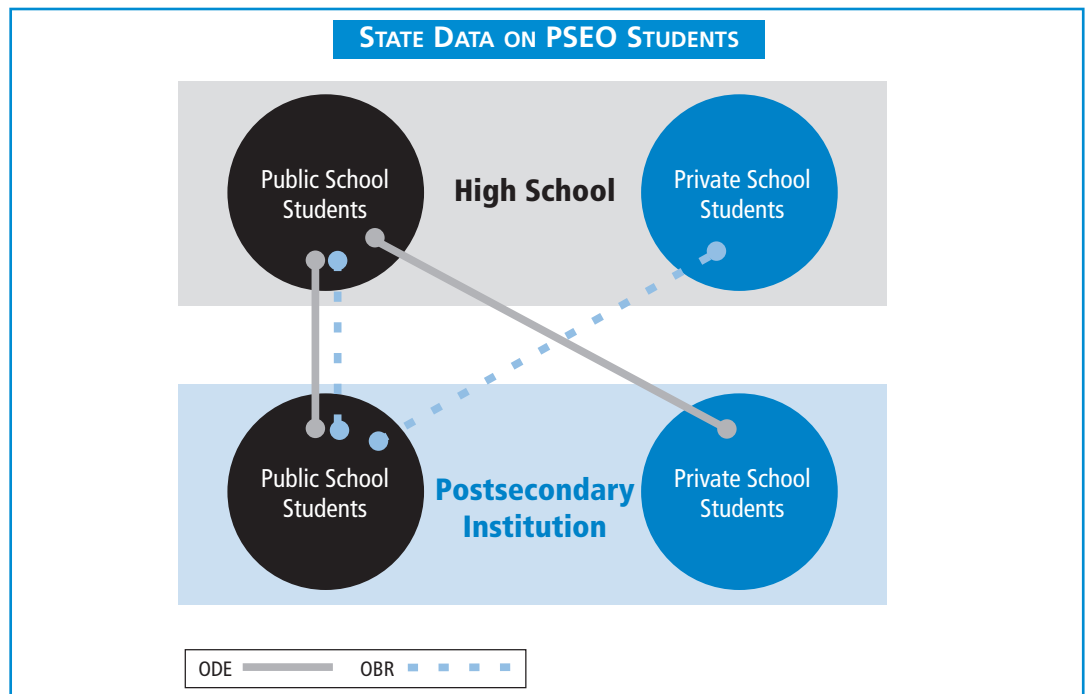 STATE DATA ON PSEO STUDENTS
Public School
Students
High School
Private School
Students
Public School
Students
Postsecondary
Institution
Private School
Students
ODE
OBR